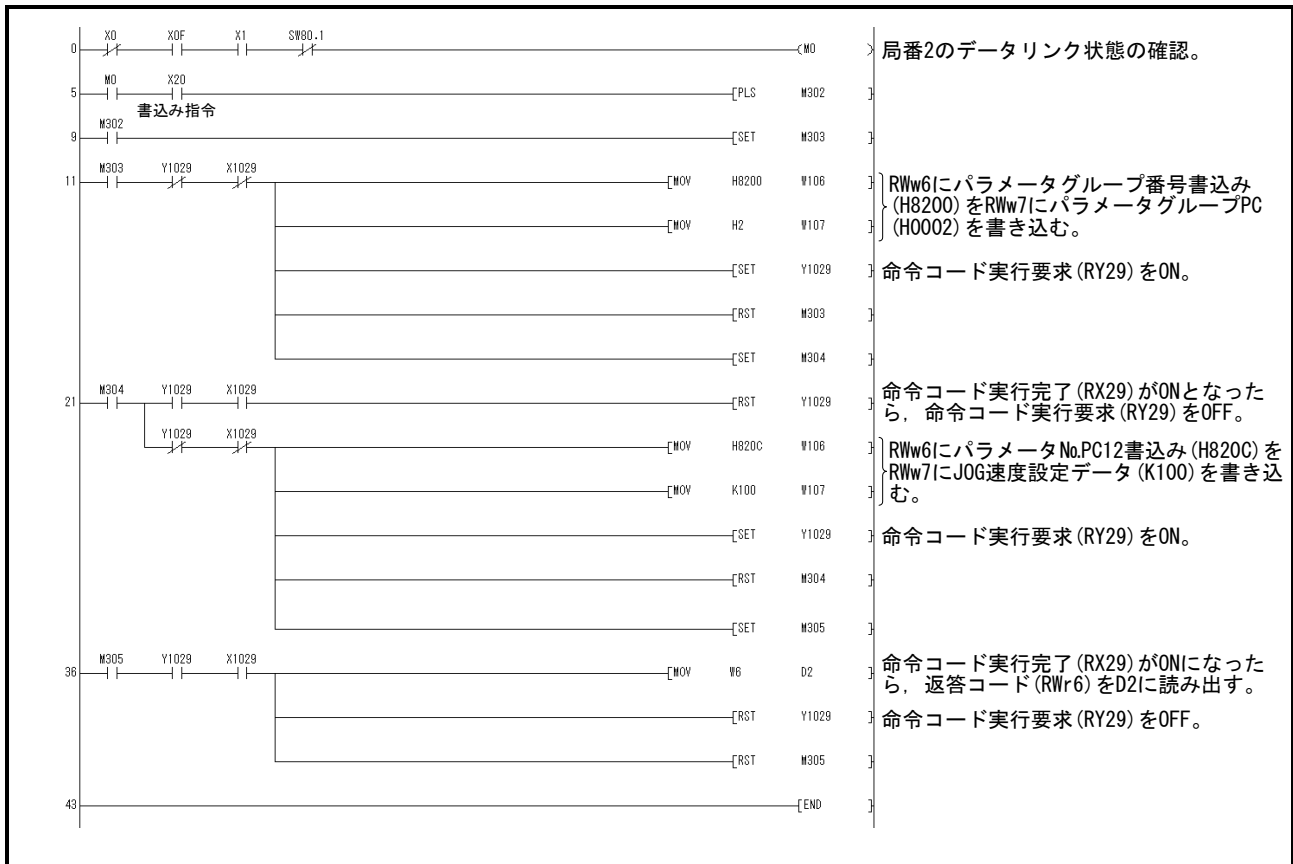 X0 X0F X1 SW80.1
0 (M0 ) 局番2のデータリンク状態の確認。
M0 X20
5 [PLS M302 ]
書込み指令
M302
9 [SET M303 ]
M303 Y1029 X1029
11 [MOV H8200 W106 ] RWw6にパラメータグループ番号書込み
(H8200)をRWw7にパラメータグループPC
[MOV H2 W107 ] (H0002)を書き込む。
[SET Y1029 ] 命令コード実行要求(RY29)をON。
[RST M303 ]
[SET M304 ]
M304 Y1029 X1029
21 [RST Y1029 ] 命令コード実行完了(RX29)がONとなった
ら，命令コード実行要求(RY29)をOFF。
Y1029 X1029
[MOV H820C W106 ] RWw6にパラメータ№PC12書込み(H820C)を
RWw7にJOG速度設定データ(K100)を書き込
[MOV K100 W107 ] む。
[SET Y1029 ] 命令コード実行要求(RY29)をON。
[RST M304 ]
[SET M305 ]
M305 Y1029 X1029
36 [MOV W6 D2 ] 命令コード実行完了(RX29)がONになった
ら，返答コード(RWr6)をD2に読み出す。
[RST Y1029 ] 命令コード実行要求(RY29)をOFF。
[RST M305 ]
43 [END ]